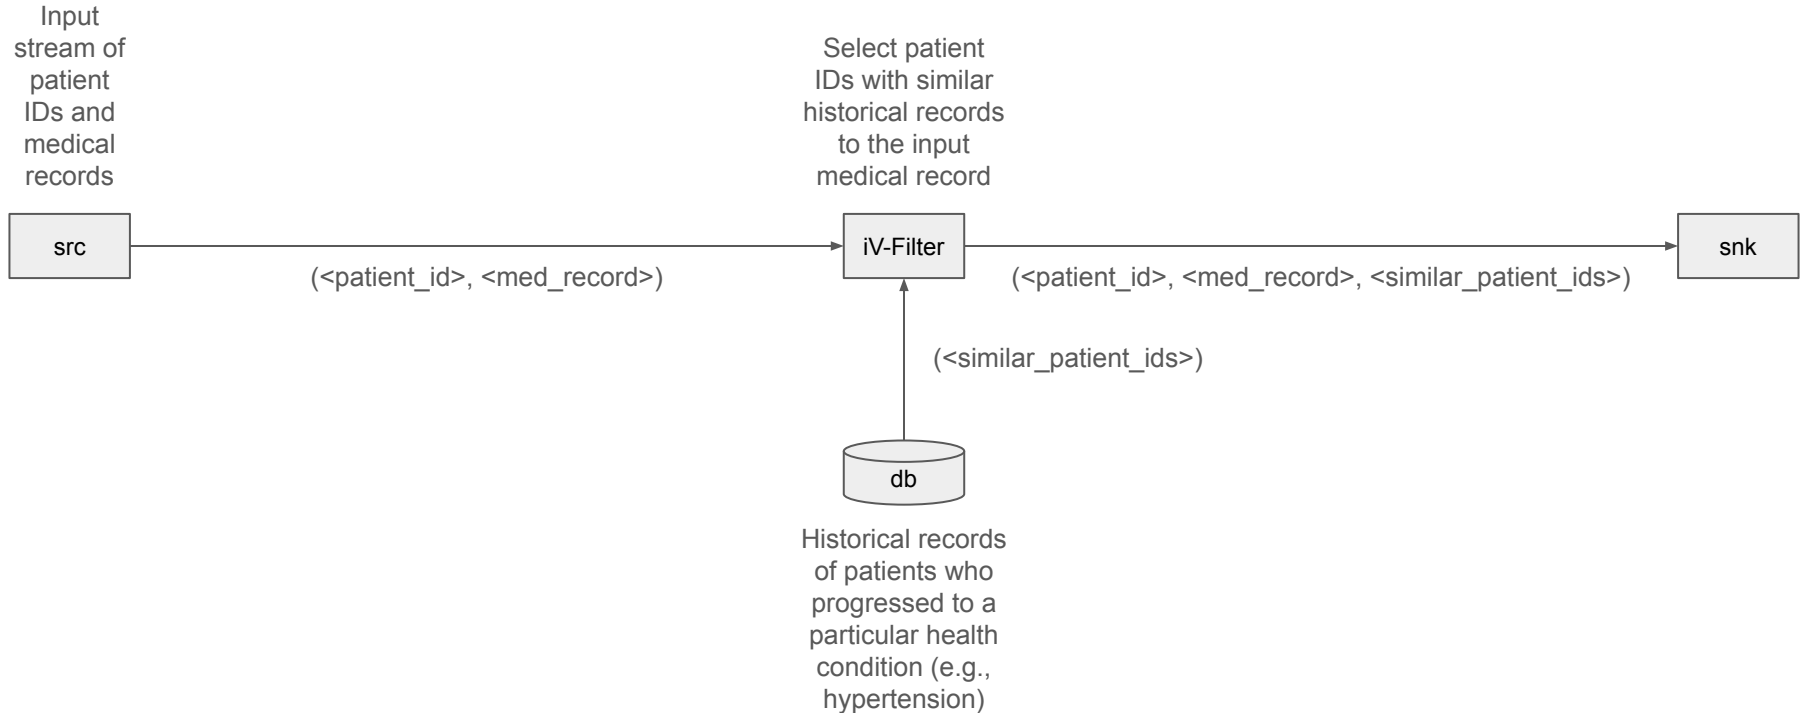 Input
stream of
patient
IDs and
medical
records
Select patient
IDs with similar
historical records
to the input
medical record
src
iV-Filter
snk
(<patient_id>, <med_record>)
(<patient_id>, <med_record>, <similar_patient_ids>)
(<similar_patient_ids>)
db
Historical records
of patients who
progressed to a
particular health
condition (e.g.,
hypertension)